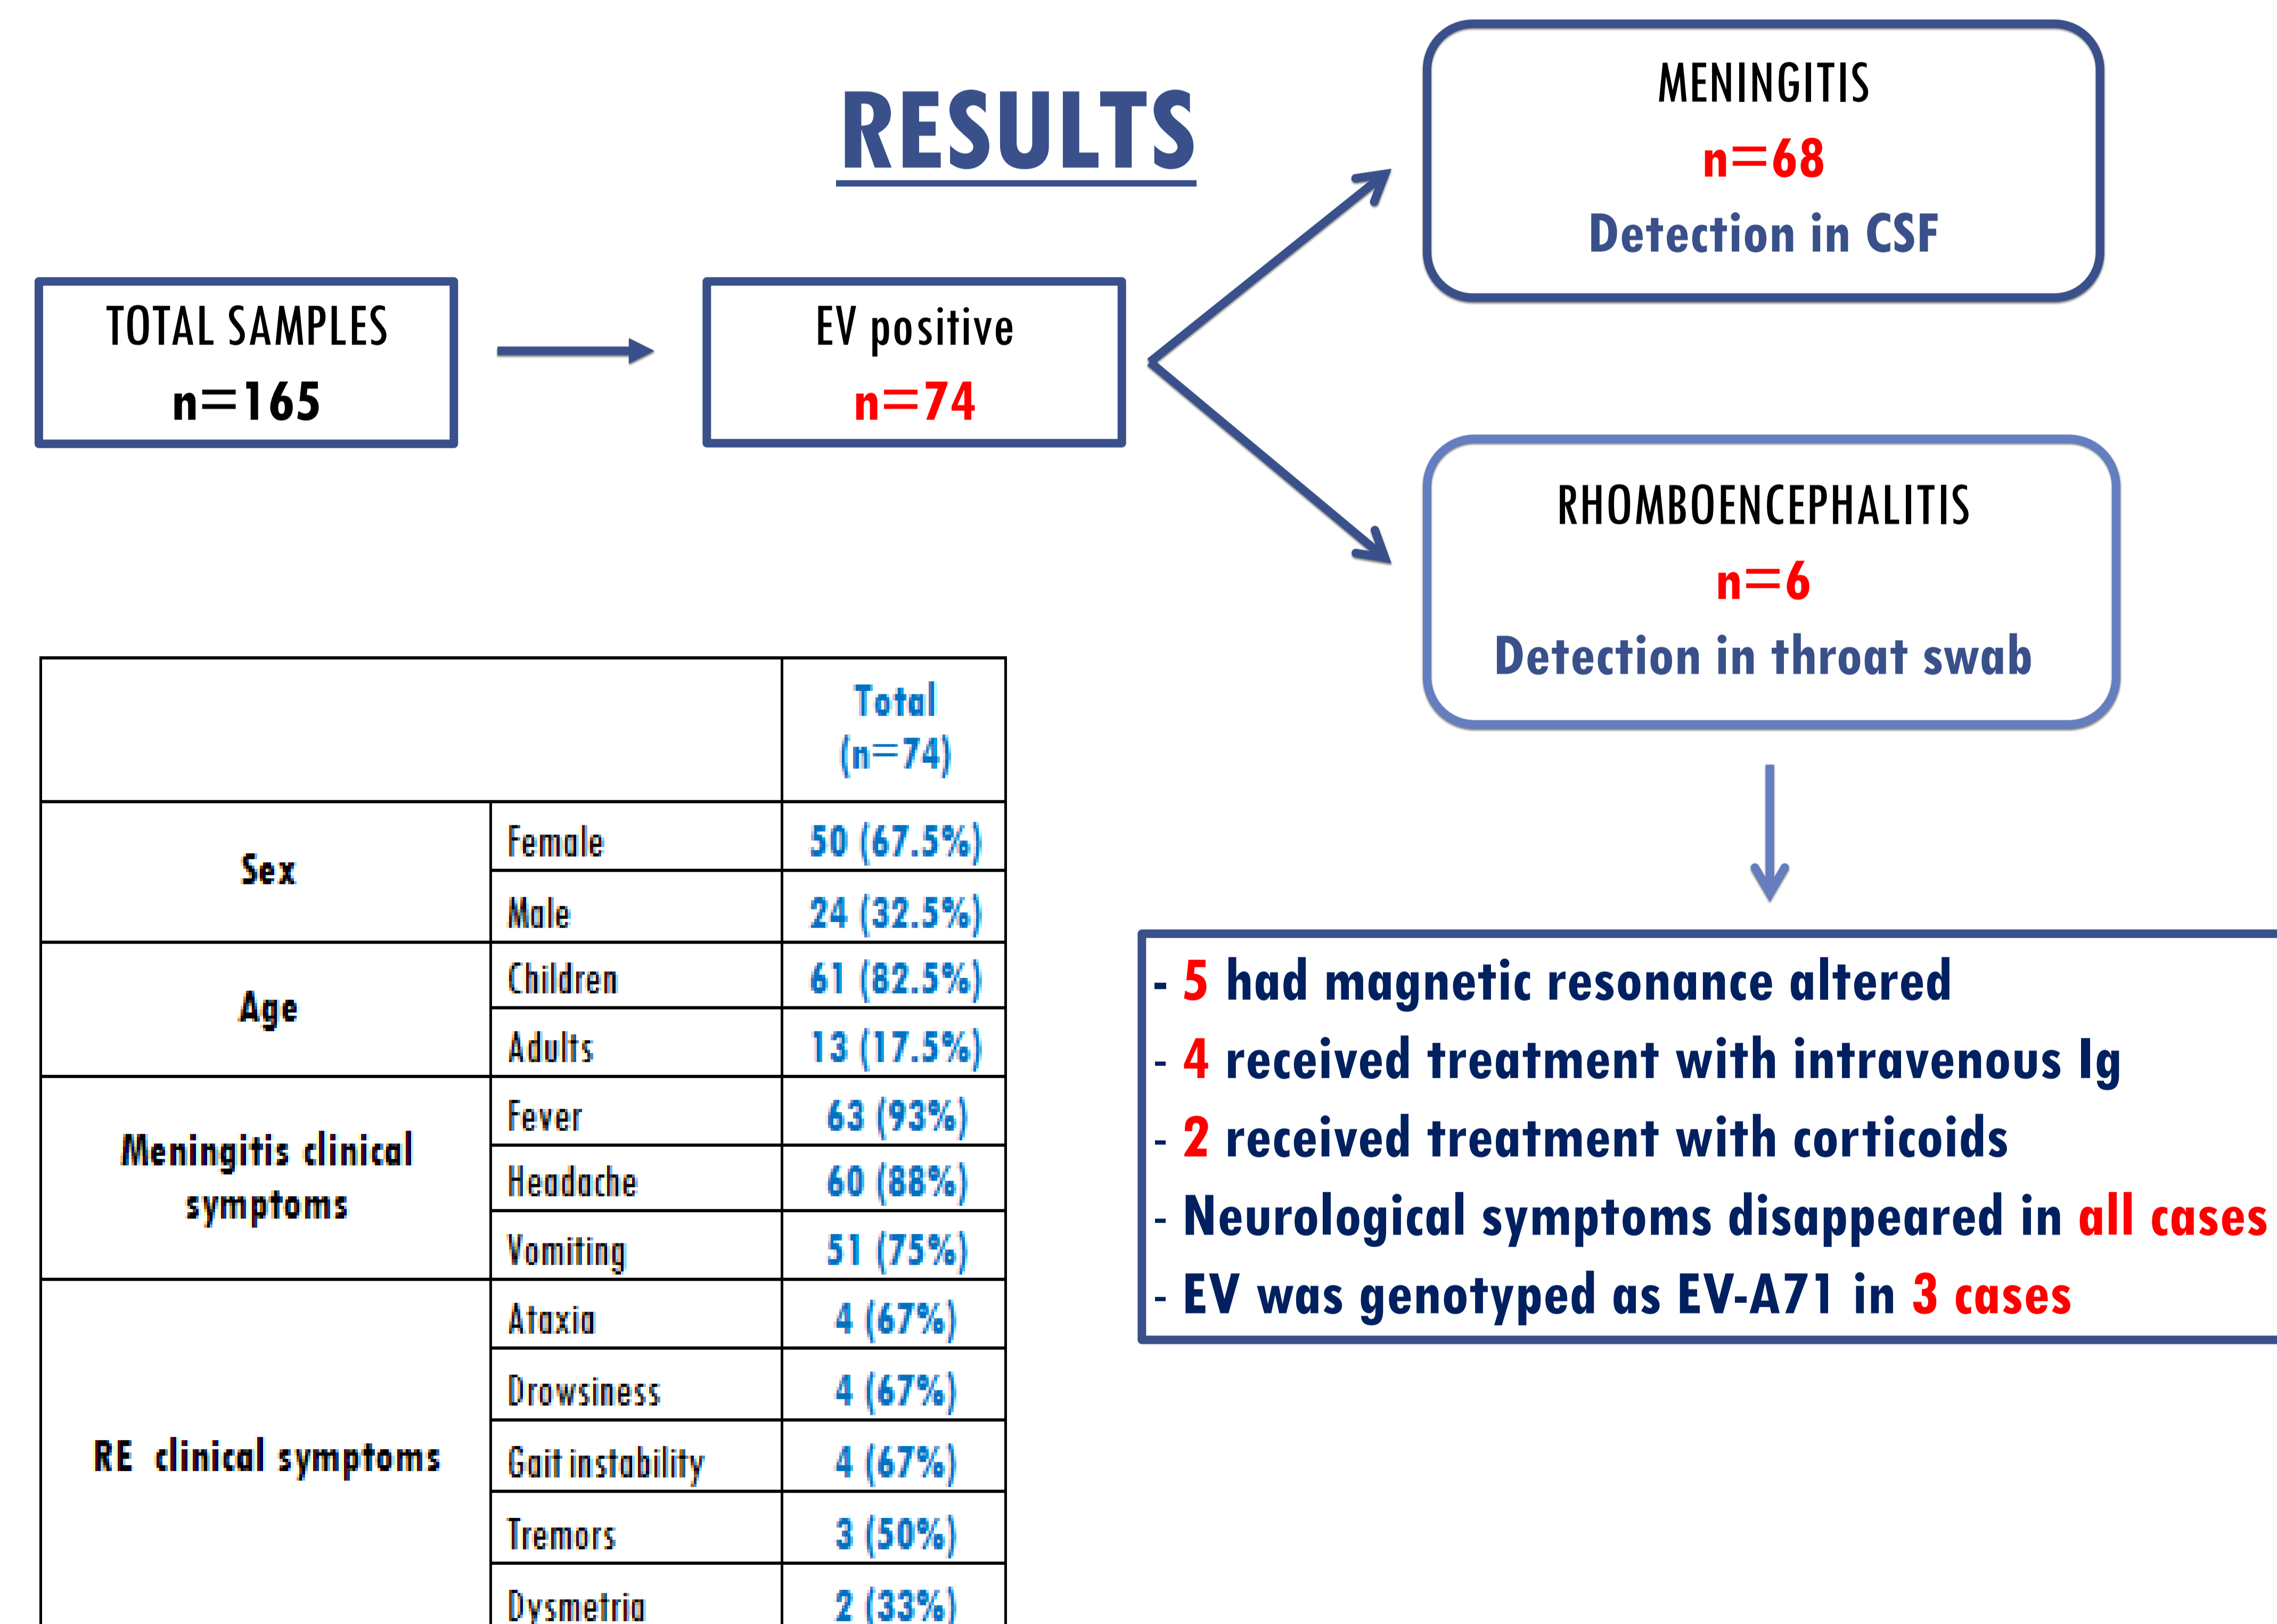 RESULTS
TOTAL SAMPLES
n=165
EV positive
n=74
MENINGITIS
n=68
Detection in CSF
RHOMBOENCEPHALITIS
n=6
Detection in throat swab
Total
(n=74)
Sex
Female 50 (67.5%)
Male 24 (32.5%)
Age
Children 61 (82.5%)
Adults 13 (17.5%)
Meningitis clinical
symptoms
Fever 63 (93%)
Headache 60 (88%)
Vomiting 51 (75%)
RE clinical symptoms
Ataxia 4 (67%)
Drowsiness 4 (67%)
Gait instability 4 (67%)
Tremors 3 (50%)
Dysmetria 2 (33%)
- 5 had magnetic resonance altered
- 4 received treatment with intravenous Ig
- 2 received treatment with corticoids
- Neurological symptoms disappeared in all cases
- EV was genotyped as EV-A71 in 3 cases